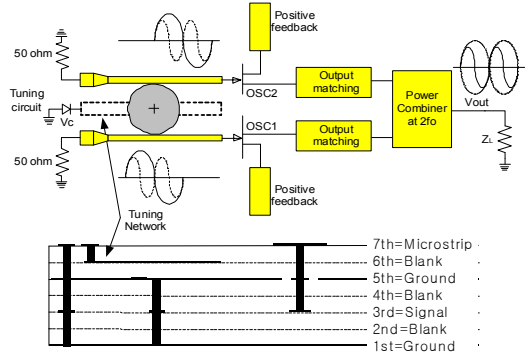 Positive
feedback
50 ohm
Tuning
circuit
Vc
OSC2
Output
matching
Power
Combiner
at 2fo
Vout
ZL
OSC1
Output
matching
50 ohm
Positive
feedback
Tuning
Network
7th=Microstrip
6th=Blank
5th=Ground
4th=Blank
3rd=Signal
2nd=Blank
1st=Ground